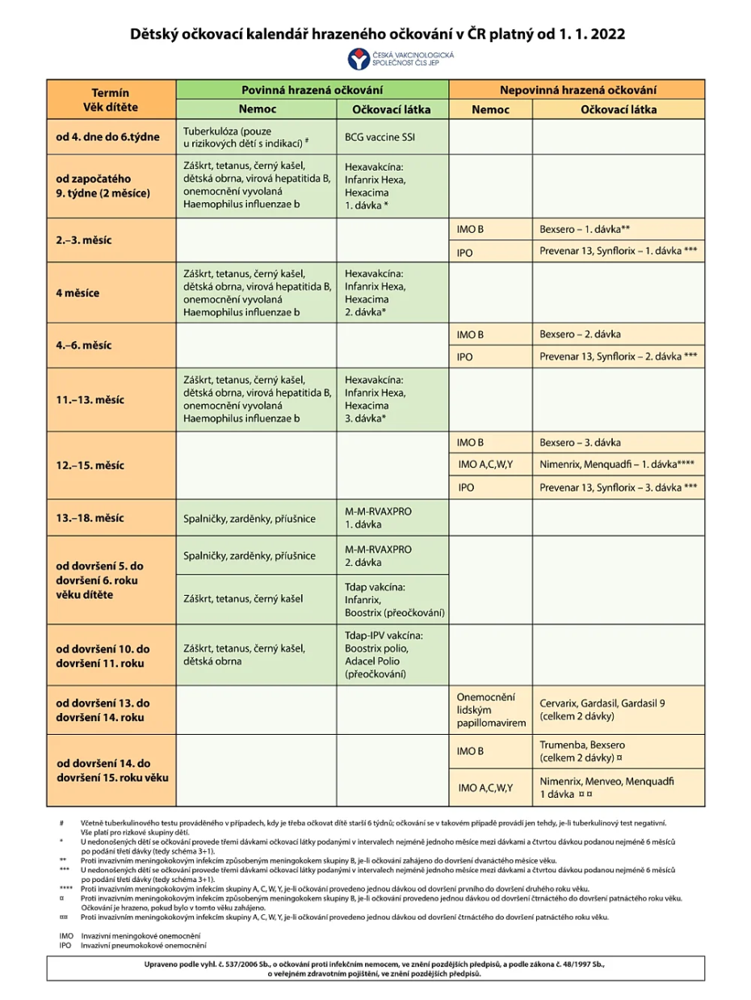 Dětský očkovací kalendář hrazeného očkování v ČR platný od 1. 1. 2022
ČESKÁ VAKCINOLOGICKÁ
SPOLEČNOST ČLS JEP
Termín
Věk dítěte
Povinná hrazená očkování
Nepovinná hrazená očkování
Nemoc
Očkovací látka
Nemoc
Očkovací látka
od 4. dne do 6.týdne
Tuberkulóza (pouze
u rizikových dětí s indikací) #
BCG vaccine SSI
od započatého
9. týdne (2 měsíce)
Záškrt, tetanus, černý kašel,
dětská obrna, virová hepatitida B,
onemocnění vyvolaná
Haemophilus influenzae b
Hexavakcína:
Infanrix Hexa,
Hexacima
1. dávka *
2.–3. měsíc
IMO B
Bexsero – 1. dávka**
IPO
Prevenar 13, Synflorix – 1. dávka ***
4 měsíce
Záškrt, tetanus, černý kašel,
dětská obrna, virová hepatitida B,
onemocnění vyvolaná
Haemophilus influenzae b
Hexavakcína:
Infanrix Hexa,
Hexacima
2. dávka*
4.–6. měsíc
IMO B
Bexsero – 2. dávka
IPO
Prevenar 13, Synflorix – 2. dávka ***
11.–13. měsíc
Záškrt, tetanus, černý kašel,
dětská obrna, virová hepatitida B,
onemocnění vyvolaná
Haemophilus influenzae b
Hexavakcína:
Infanrix Hexa,
Hexacima
3. dávka*
12.–15. měsíc
IMO B
Bexsero – 3. dávka
IMO A,C,W,Y
Nimenrix, Menquadfi – 1. dávka****
IPO
Prevenar 13, Synflorix – 3. dávka ***
13.–18. měsíc
Spalničky, zarděnky, příušnice
M-M-RVAXPRO
1. dávka
od dovršení 5. do
dovršení 6. roku
věku dítěte
Spalničky, zarděnky, příušnice
M-M-RVAXPRO
2. dávka
Záškrt, tetanus, černý kašel
Tdap vakcína:
Infanrix,
Boostrix (přeočkování)
od dovršení 10. do
dovršení 11. roku
Záškrt, tetanus, černý kašel,
dětská obrna
Tdap-IPV vakcína:
Boostrix polio,
Adacel Polio
(přeočkování)
od dovršení 13. do
dovršení 14. roku
Onemocnění
lidským
papillomavirem
Cervarix, Gardasil, Gardasil 9
(celkem 2 dávky)
od dovršení 14. do
dovršení 15. roku věku
IMO B
Trumenba, Bexsero
(celkem 2 dávky) ¤
IMO A,C,W,Y
Nimenrix, Menveo, Menquadfi
1 dávka ¤ ¤
# Včetně tuberkulinového testu prováděného v případech, kdy je třeba očkovat dítě starší 6 týdnů; očkování se v takovém případě provádí jen tehdy, je-li tuberkulinový test negativní.
Vše platí pro rizkové skupiny dětí.
* U nedonošených dětí se očkování provede třemi dávkami očkovací látky podanými v intervalech nejméně jednoho měsíce mezi dávkami a čtvrtou dávkou podanou nejméně 6 měsíců
po podání třetí dávky (tedy schéma 3+1).
** Proti invazivním meningokokovým infekcím způsobeným meningokokem skupiny B, je-li očkování zahájeno do dovršení dvanáctého měsíce věku.
*** U nedonošených dětí se očkování provede třemi dávkami očkovací látky podanými v intervalech nejméně jednoho měsíce mezi dávkami a čtvrtou dávkou podanou nejméně 6 měsíců
po podání třetí dávky (tedy schéma 3+1).
**** Proti invazivním meningokokovým infekcím skupiny A, C, W, Y, je-li očkování provedeno jednou dávkou od dovršení prvního do dovršení druhého roku věku.
¤ Proti invazivním meningokokovým infekcím způsobeným meningokokem skupiny B, je-li očkování provedeno jednou dávkou od dovršení čtrnáctého do dovršení patnáctého roku věku.
Očkování je hrazeno, pokud bylo v tomto věku zahájeno.
¤¤ Proti invazivním meningokokovým infekcím skupiny A, C, W, Y, je-li očkování provedeno jednou dávkou od dovršení čtrnáctého do dovršení patnáctého roku věku.
IMO Invazivní meningokové onemocnění
IPO Invazivní pneumokokové onemocnění
Upraveno podle vyhl. č. 537/2006 Sb., o očkování proti infekčním nemocem, ve znění pozdějších předpisů, a podle zákona č. 48/1997 Sb.,
o veřejném zdravotním pojištění, ve znění pozdějších předpisů.